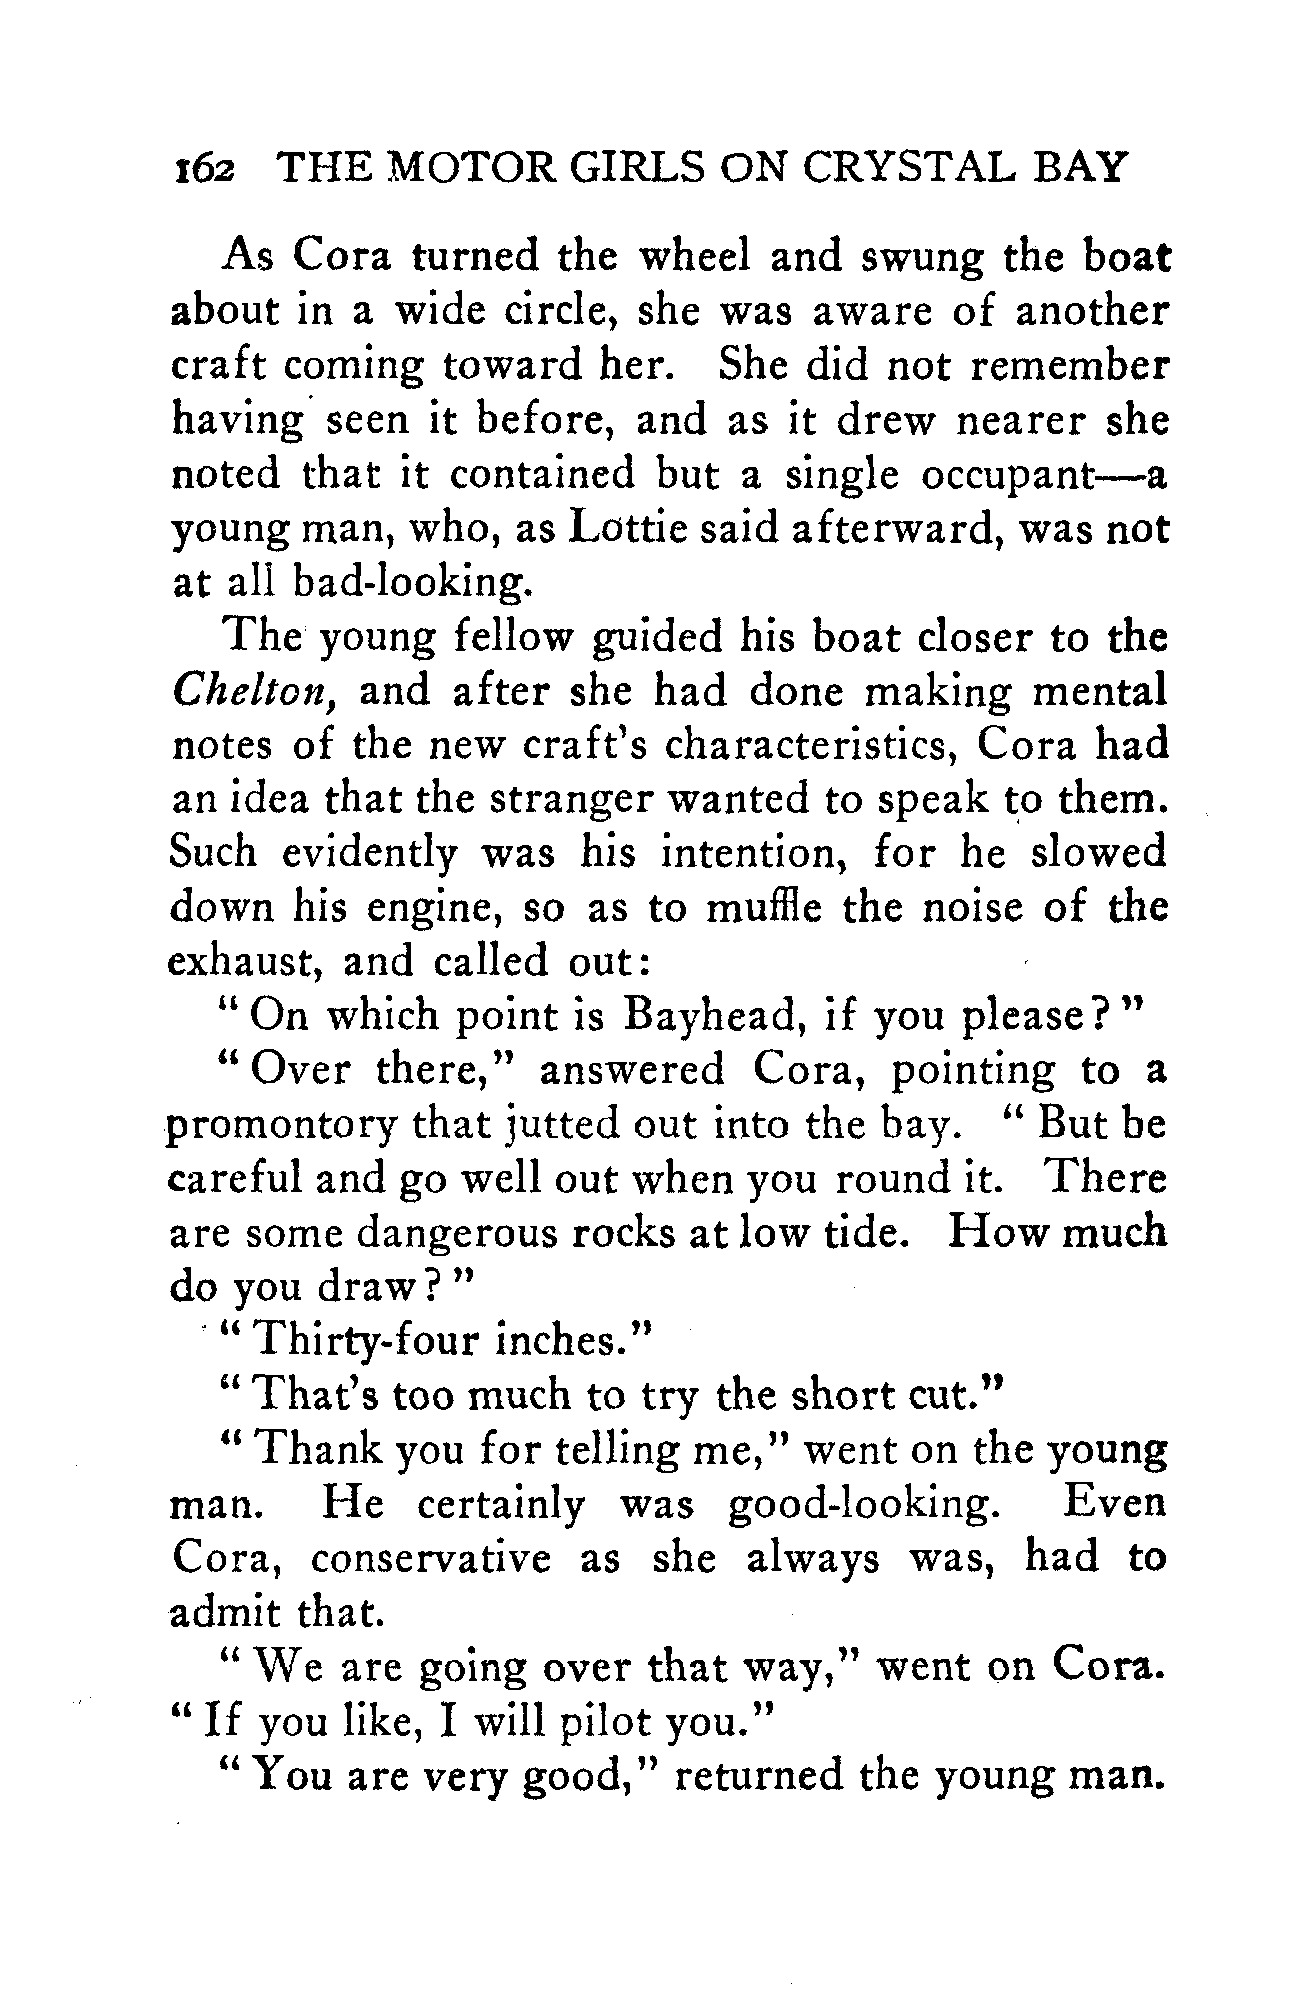 162 THE MOTOR GIRLS ON CRYSTAL BAY
As Cora turned the wheel and swung the boat
about in a wide circle, she was aware of another
craft coming toward her. She did not remember
having seen it before, and as it drew nearer she
noted that it contained but a single occupant—a
young man, who, as Lottie said afterward, was not
at all bad-looking.
The young fellow guided his boat closer to the
Chelton, and after she had done making mental
notes of the new craft's characteristics, Cora had
an idea that the stranger wanted to speak to them.
Such evidently was his intention, for he slowed
down his engine, so as to muffle the noise of the
exhaust, and called out:
“ On which point is Bayhead, if you please? ”
“ Over there,” answered Cora, pointing to a
promontory that jutted out into the bay. “ But be
careful and go well out when you round it. There
are some dangerous rocks at low tide. How much
do you draw? ”
“ Thirty-four inches.”
“ That's too much to try the short cut.”
“ Thank you for telling me,” went on the young
man. He certainly was good-looking. Even
Cora, conservative as she always was, had to
admit that.
“ We are going over that way,” went on Cora.
“ If you like, I will pilot you.”
“ You are very good,” returned the young man.